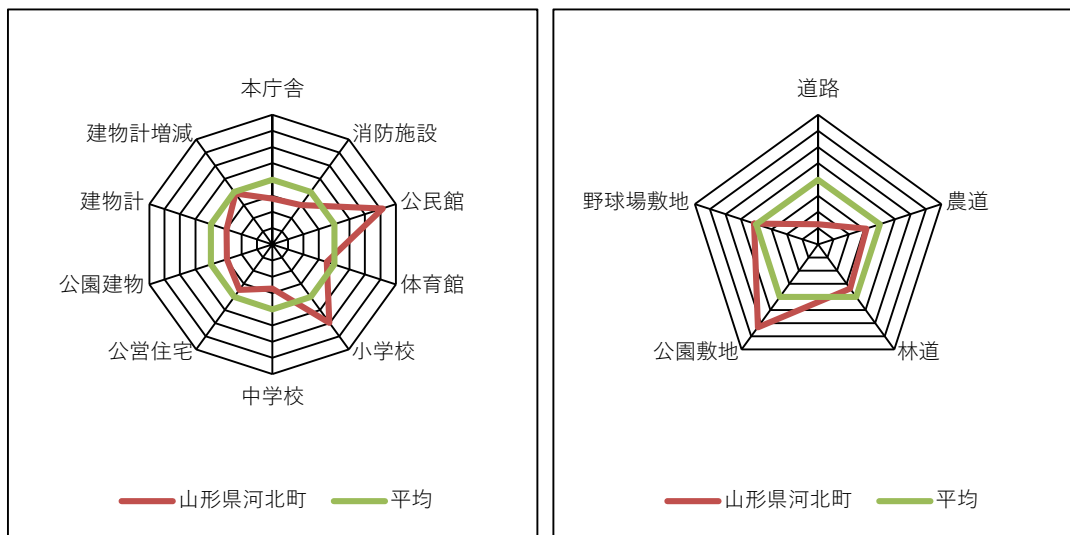 本庁舎
消防施設
公民館
体育館
小学校
中学校
公営住宅
公園建物
建物計
建物計増減
山形県河北町
平均
道路
農道
林道
公園敷地
野球場敷地
山形県河北町
平均